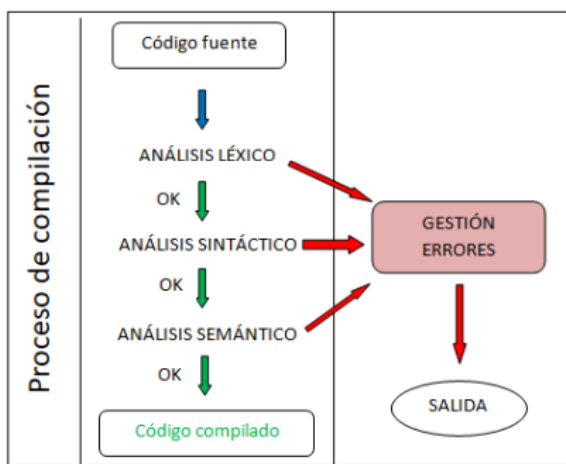 Proceso de compilación
Código fuente
ANÁLISIS LÉXICO
OK
ANÁLISIS SINTÁCTICO
OK
ANÁLISIS SEMÁNTICO
OK
Código compilado
GESTIÓN
ERRORES
SALIDA